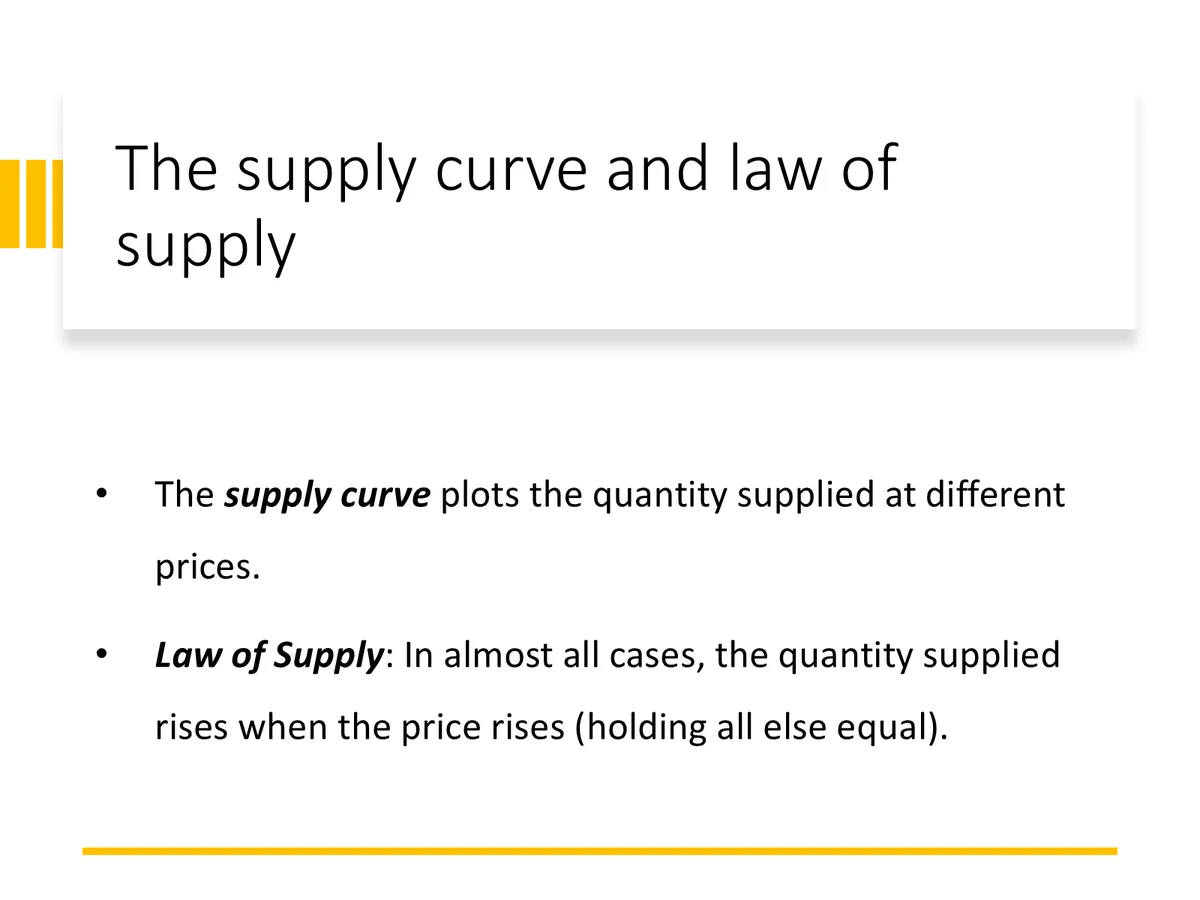 The supply curve and law of
supply
• The supply curve plots the quantity supplied at different
prices.
• Law of Supply: In almost all cases, the quantity supplied
rises when the price rises (holding all else equal).